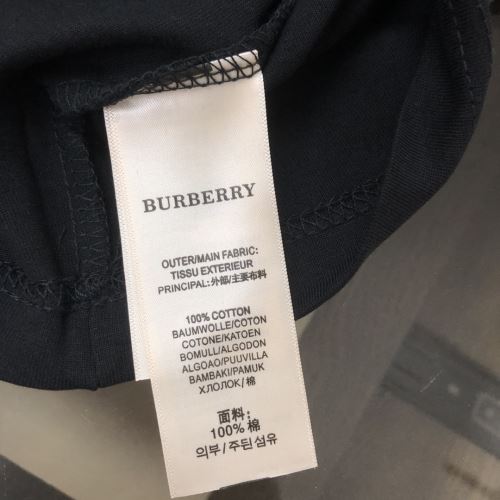 BURBERRY
OUTER/MAIN FABRIC:
TISSU EXTERIEUR
PRINCIPAL:外部/主要布料
100% COTTON
BAUMWOLLE/COTON
COTONE/KATOEN
BOMULL/ALGODON
ALGOAO/PUUVILLA
BAMBAKI/PAMUK
ХЛОЛОК/棉
面料:
100% 棉
의부/주된섬유